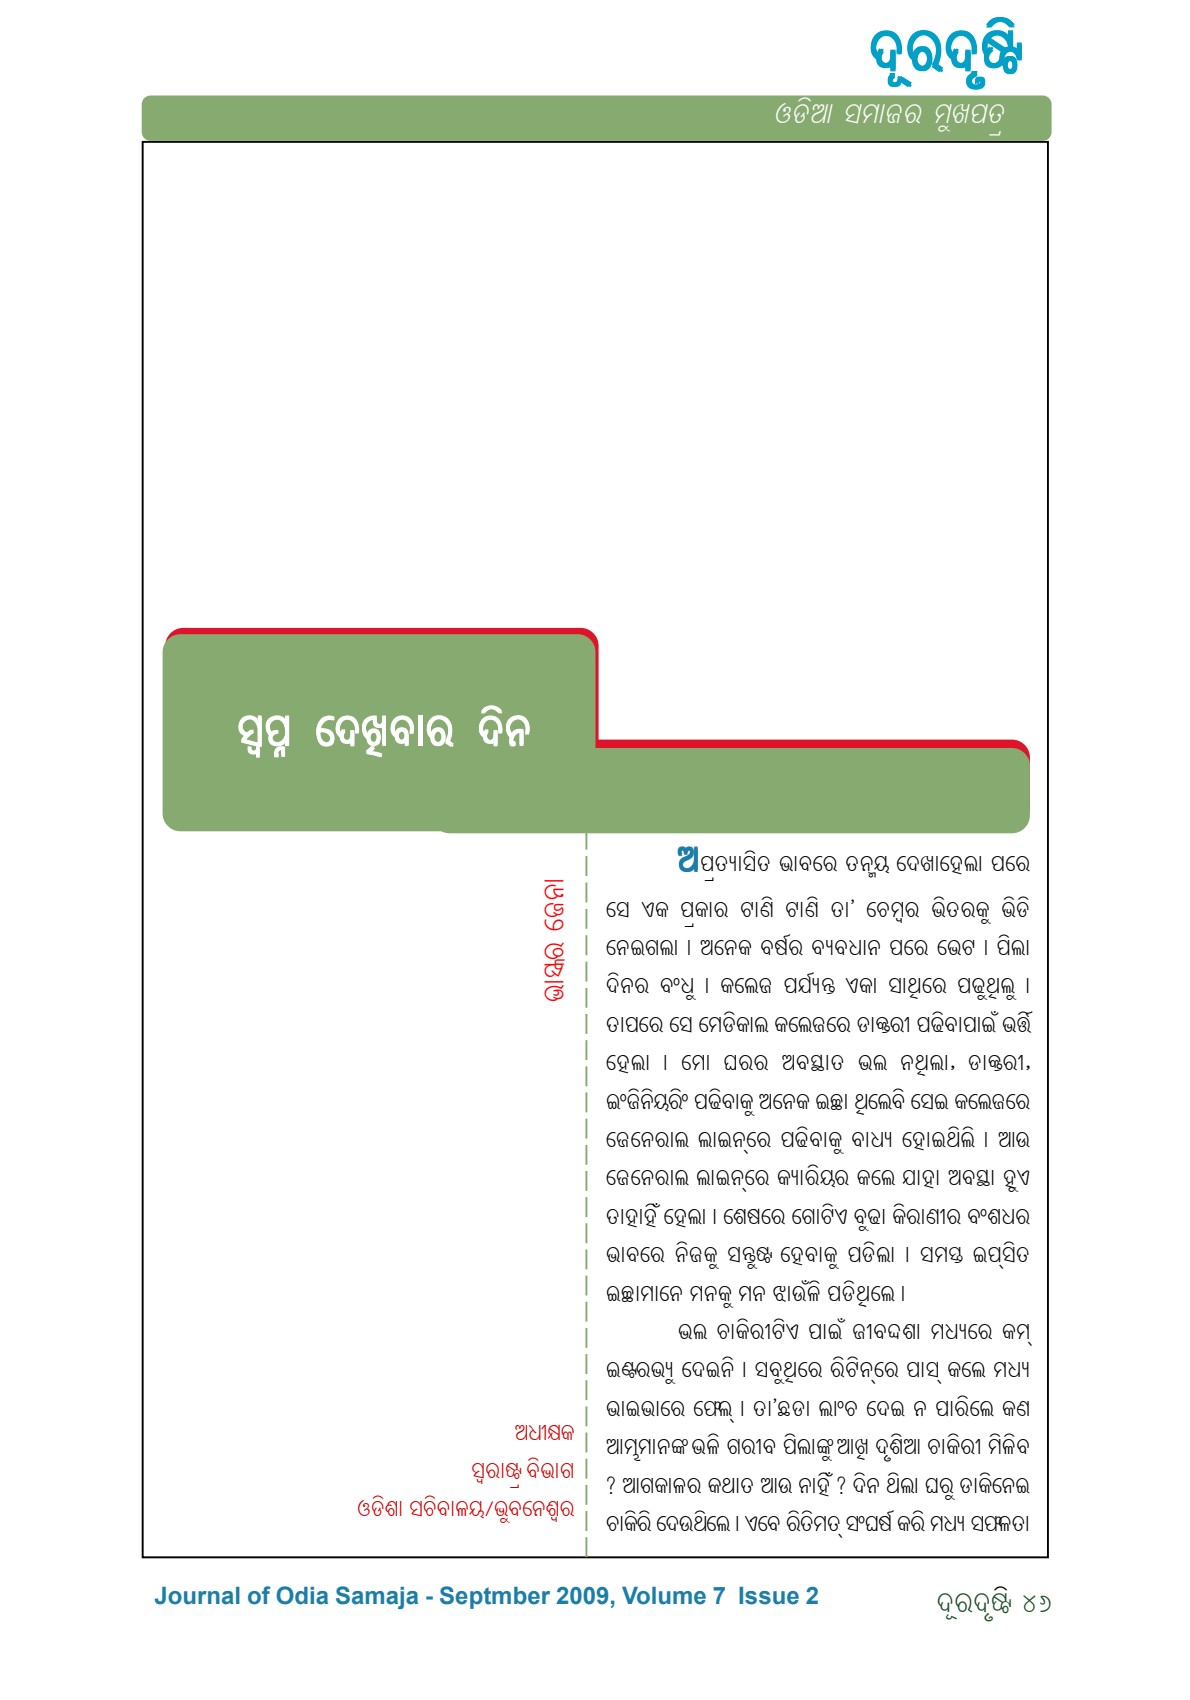 ଦୂରଦୃଷ୍ଟି
ଓଡିଆ ସମାଜର ମୁଖପତ୍ର
ସ୍ୱପ୍ନ ଦେଖିବାର ଦିନ
ଭାସ୍କର ଜେନା
ଅଧୀକ୍ଷକ
ସ୍ୱରାଷ୍ଟ୍ର ବିଭାଗ
ଓଡିଶା ସଚିବାଳୟ/ଭୁବନେଶ୍ୱର
ଅପ୍ରତ୍ୟାସିତ ଭାବରେ ତନ୍ମୟ ଦେଖାହେଲା ପରେ
ସେ ଏକ ପ୍ରକାର ଟାଣି ଟାଣି ତା’ ଚେମ୍ବର ଭିତରକୁ ଭିଡି
ନେଇଗଲା । ଅନେକ ବର୍ଷର ବ୍ୟବଧାନ ପରେ ଭେଟ । ପିଲା
ଦିନର ବଂଧୁ । କଲେଜ ପର୍ଯ୍ୟନ୍ତ ଏକା ସାଥିରେ ପଢୁଥିଲୁ ।
ତାପରେ ସେ ମେଡିକାଲ କଲେଜରେ ଡାକ୍ତରୀ ପଢିବାପାଇଁ ଭର୍ତ୍ତି
ହେଲା । ମୋ ଘରର ଅବସ୍ଥାତ ଭଲ ନଥିଲା, ଡାକ୍ତରୀ,
ଇଂଜିନିୟରିଂ ପଢିବାକୁ ଅନେକ ଇଚ୍ଛା ଥିଲେବି ସେଇ କଲେଜରେ
ଜେନେରାଲ ଲାଇନ୍‌ରେ ପଢିବାକୁ ବାଧ୍ୟ ହୋଇଥିଲି । ଆଉ
ଜେନେରାଲ ଲାଇନ୍‌ରେ କ୍ୟାରିୟର କଲେ ଯାହା ଅବସ୍ଥା ହୁଏ
ତାହାହିଁ ହେଲା । ଶେଷରେ ଗୋଟିଏ ବୁଢା କିରାଣୀର ବଂଶଧର
ଭାବରେ ନିଜକୁ ସନ୍ତୁଷ୍ଟ ହେବାକୁ ପଡିଲା । ସମସ୍ତ ଇପ୍‌ସିତ
ଇଚ୍ଛାମାନେ ମନକୁ ମନ ଝାଉଁଳି ପଡିଥିଲେ ।
ଭଲ ଚାକିରୀଟିଏ ପାଇଁ ଜୀବଦ୍ଦଶା ମଧ୍ୟରେ କମ୍
ଇଣ୍ଟରଭ୍ୟୁ ଦେଇନି । ସବୁଥିରେ ରିଟିନ୍‌ରେ ପାସ୍ କଲେ ମଧ୍ୟ
ଭାଇଭାରେ ଫେଲ୍ । ତା’ଛଡା ଲାଂଚ ଦେଇ ନ ପାରିଲେ କଣ
ଆମ୍ଭମାନଙ୍କ ଭଳି ଗରୀବ ପିଲାଙ୍କୁ ଆଖି ଦୃଶିଆ ଚାକିରୀ ମିଳିବ
? ଆଗକାଳର କଥାତ ଆଉ ନାହିଁ ? ଦିନ ଥିଲା ଘରୁ ଡାକିନେଇ
ଚାକିରି ଦେଉଥିଲେ । ଏବେ ରିତିମତ୍ ସଂଘର୍ଷ କରି ମଧ୍ୟ ସଫଳତା
Journal of Odia Samaja - Septmber 2009, Volume 7 Issue 2
ଦୂରଦୃଷ୍ଟି ୪୬